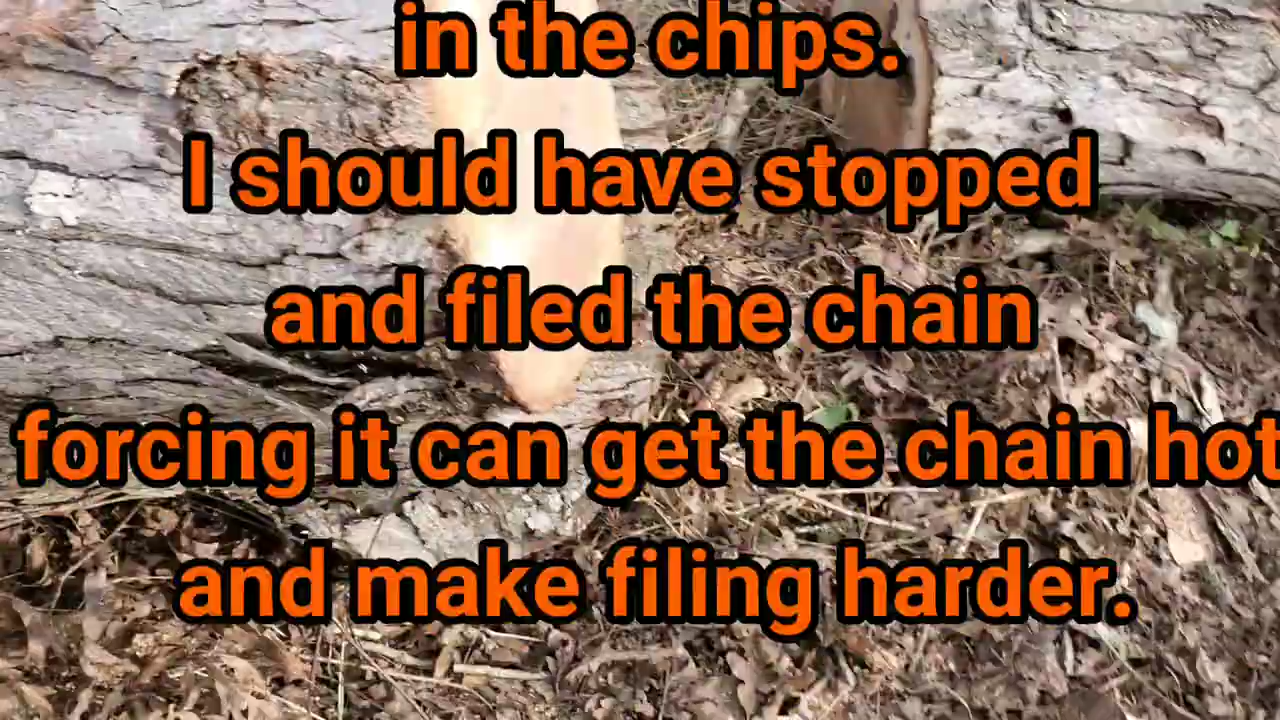 in the chips.
I should have stopped
and filed the chain
forcing it can get the chain hot
and make filing harder.